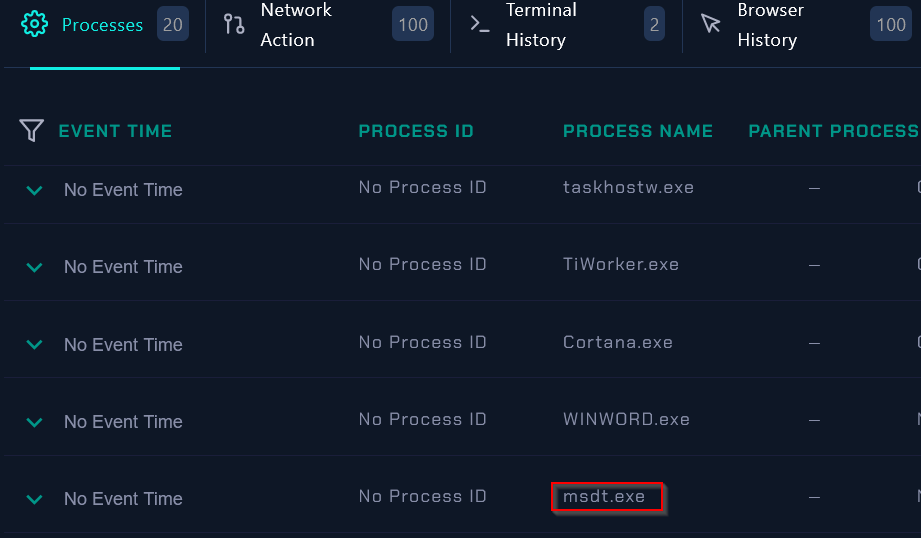 Processes 20
Network Action 100
Terminal History 2
Browser History 100
EVENT TIME PROCESS ID PROCESS NAME PARENT PROCESS
No Event Time No Process ID taskhostw.exe –
No Event Time No Process ID TiWorker.exe –
No Event Time No Process ID Cortana.exe –
No Event Time No Process ID WINWORD.exe –
No Event Time No Process ID msdt.exe –